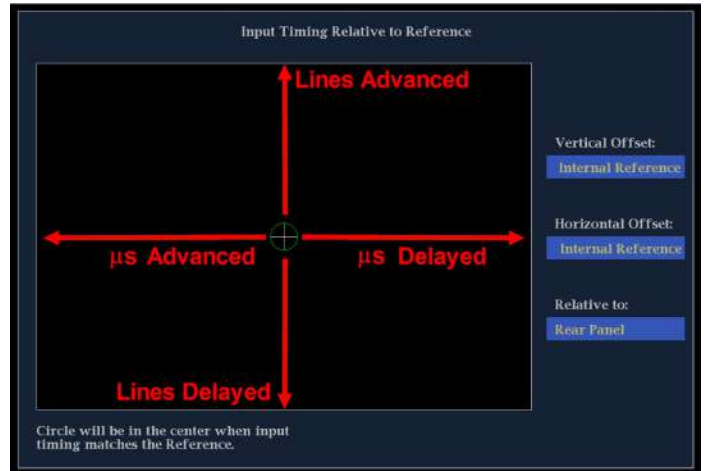 Input Timing Relative to Reference
Lines Advanced
Vertical Offset:
Internal Reference
Horizontal Offset:
Internal Reference
μs Advanced
μs Delayed
Relative to:
Rear Panel
Lines Delayed
Circle will be in the center when input
timing matches the Reference.